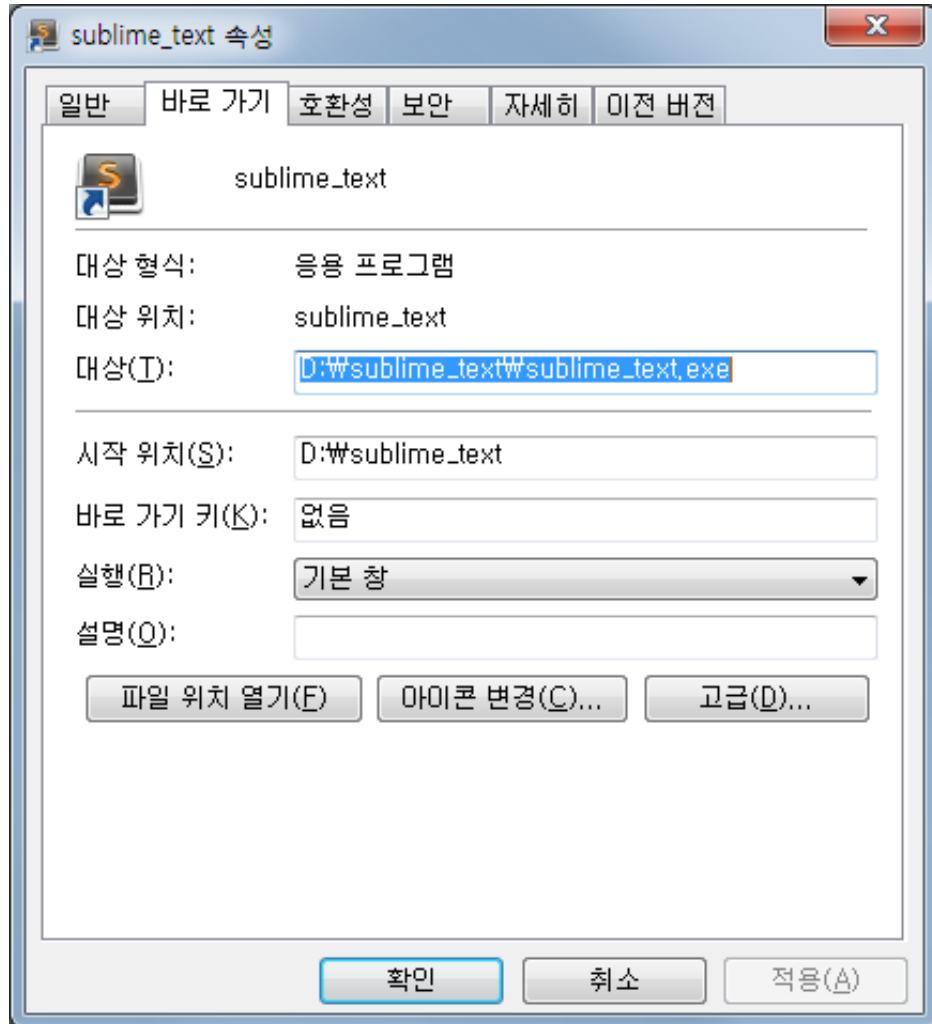 sublime_text 속성
일반 바로 가기 호환성 보안 자세히 이전 버전
sublime_text
대상 형식: 응용 프로그램
대상 위치: sublime_text
대상(T): D:₩sublime_text₩sublime_text.exe
시작 위치(S): D:₩sublime_text
바로 가기 키(K): 없음
실행(R): 기본 창
설명(O):
파일 위치 열기(F) 아이콘 변경(C)... 고급(D)...
확인 취소 적용(A)